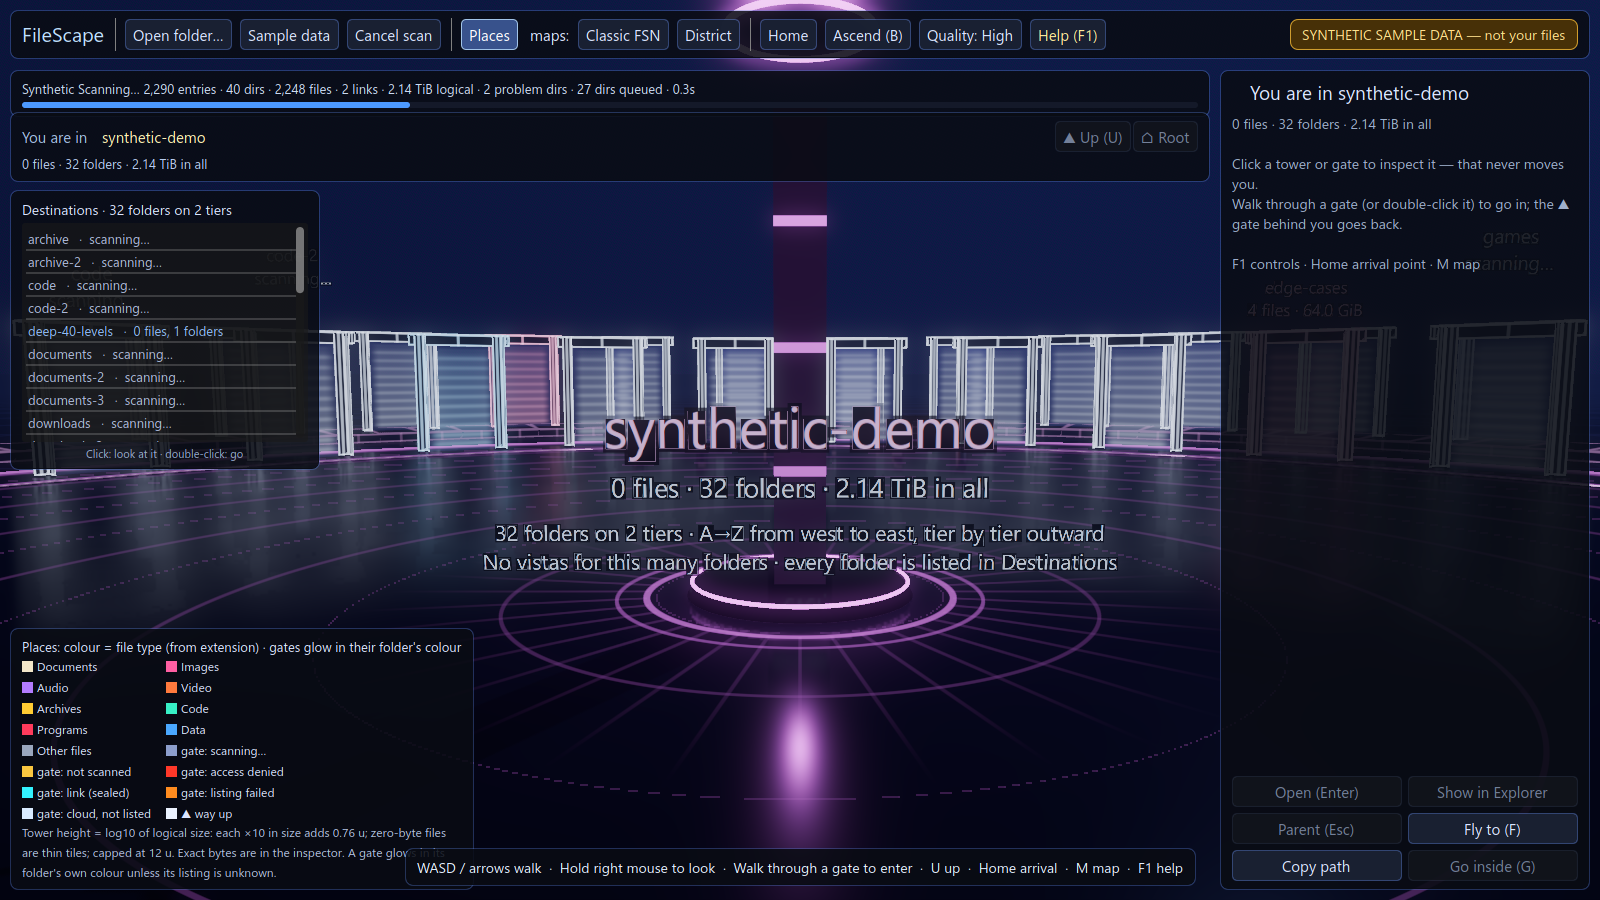 FileScape Open folder... Sample data Cancel scan Places maps: Classic FSN District Home Ascend (B) Quality: High Help (F1) SYNTHETIC SAMPLE DATA — not your files
Synthetic Scanning... 2,290 entries · 40 dirs · 2,248 files · 2 links · 2.14 TiB logical · 2 problem dirs · 27 dirs queued · 0.3s
You are in synthetic-demo ▲ Up (U) Root
0 files · 32 folders · 2.14 TiB in all
Destinations · 32 folders on 2 tiers
archive · scanning...
archive-2 · scanning...
code · scanning...
code-2 · scanning...
deep-40-levels · 0 files, 1 folders
documents · scanning...
documents-2 · scanning...
documents-3 · scanning...
downloads · scanning...
Click: look at it · double-click: go
synthetic-demo
0 files · 32 folders · 2.14 TiB in all
32 folders on 2 tiers · A→Z from west to east, tier by tier outward
No vistas for this many folders · every folder is listed in Destinations
You are in synthetic-demo
0 files · 32 folders · 2.14 TiB in all
Click a tower or gate to inspect it — that never moves
you.
Walk through a gate (or double-click it) to go in; the ▲
gate behind you goes back.
games
F1 controls · Home arrival point · M map
edge-cases
4 files · 64.0 GiB
Places: colour = file type (from extension) · gates glow in their folder's colour
Documents Images
Audio Video
Archives Code
Programs Data
Other files gate: scanning...
gate: not scanned gate: access denied
gate: link (sealed) gate: listing failed
gate: cloud, not listed ▲ way up
Tower height = log10 of logical size: each ×10 in size adds 0.76 u; zero-byte files
are thin tiles; capped at 12 u. Exact bytes are in the inspector. A gate glows in its
folder's own colour unless its listing is unknown.
WASD / arrows walk · Hold right mouse to look · Walk through a gate to enter · U up · Home arrival · M map · F1 help
Open (Enter) Show in Explorer
Parent (Esc) Fly to (F)
Copy path Go inside (G)